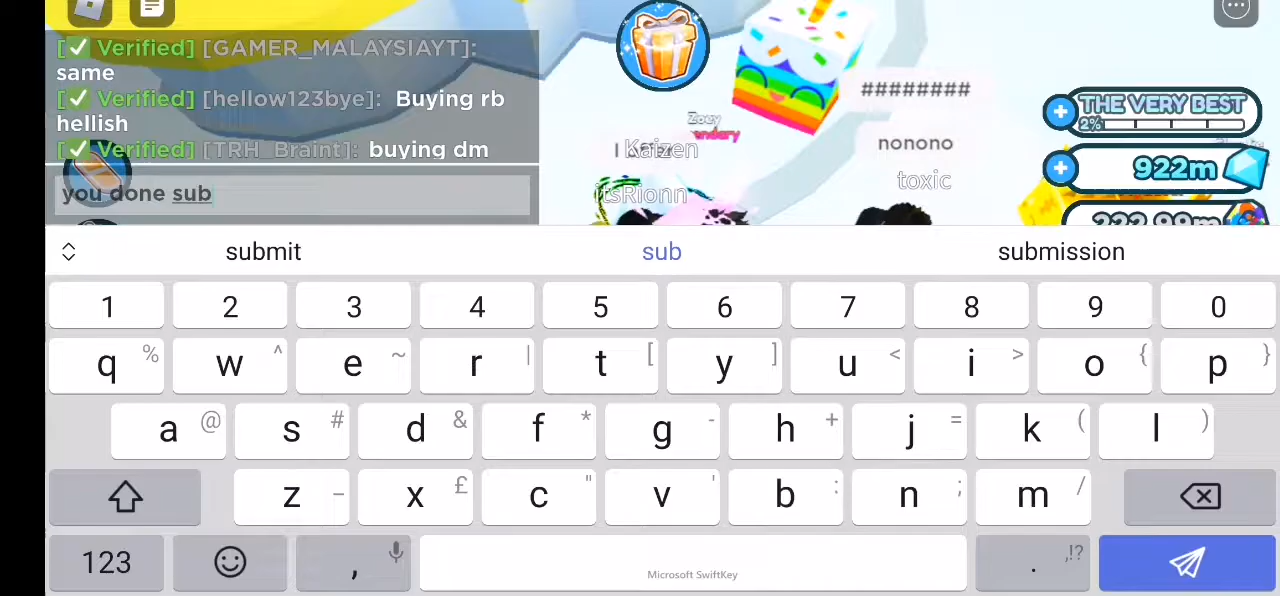 [✓ Verified] [GAMER_MALAYSIAYT]:
same
[✓ Verified] [hellow123bye]: Buying rb
hellish
[✓ Verified] [TRH_Braint]: buying dm
you done sub
Zoey
Kaizen
itsRionn
########
nonono
toxic
THE VERY BEST
2%
922m
submit sub submission
1 2 3 4 5 6 7 8 9 0
q % w ^ e ~ r | t [ y ] u < i > o { p }
a @ s # d & f * g - h + j = k ( l )
z – x £ c " v ' b : n ; m /
123 , Microsoft SwiftKey . ,!?